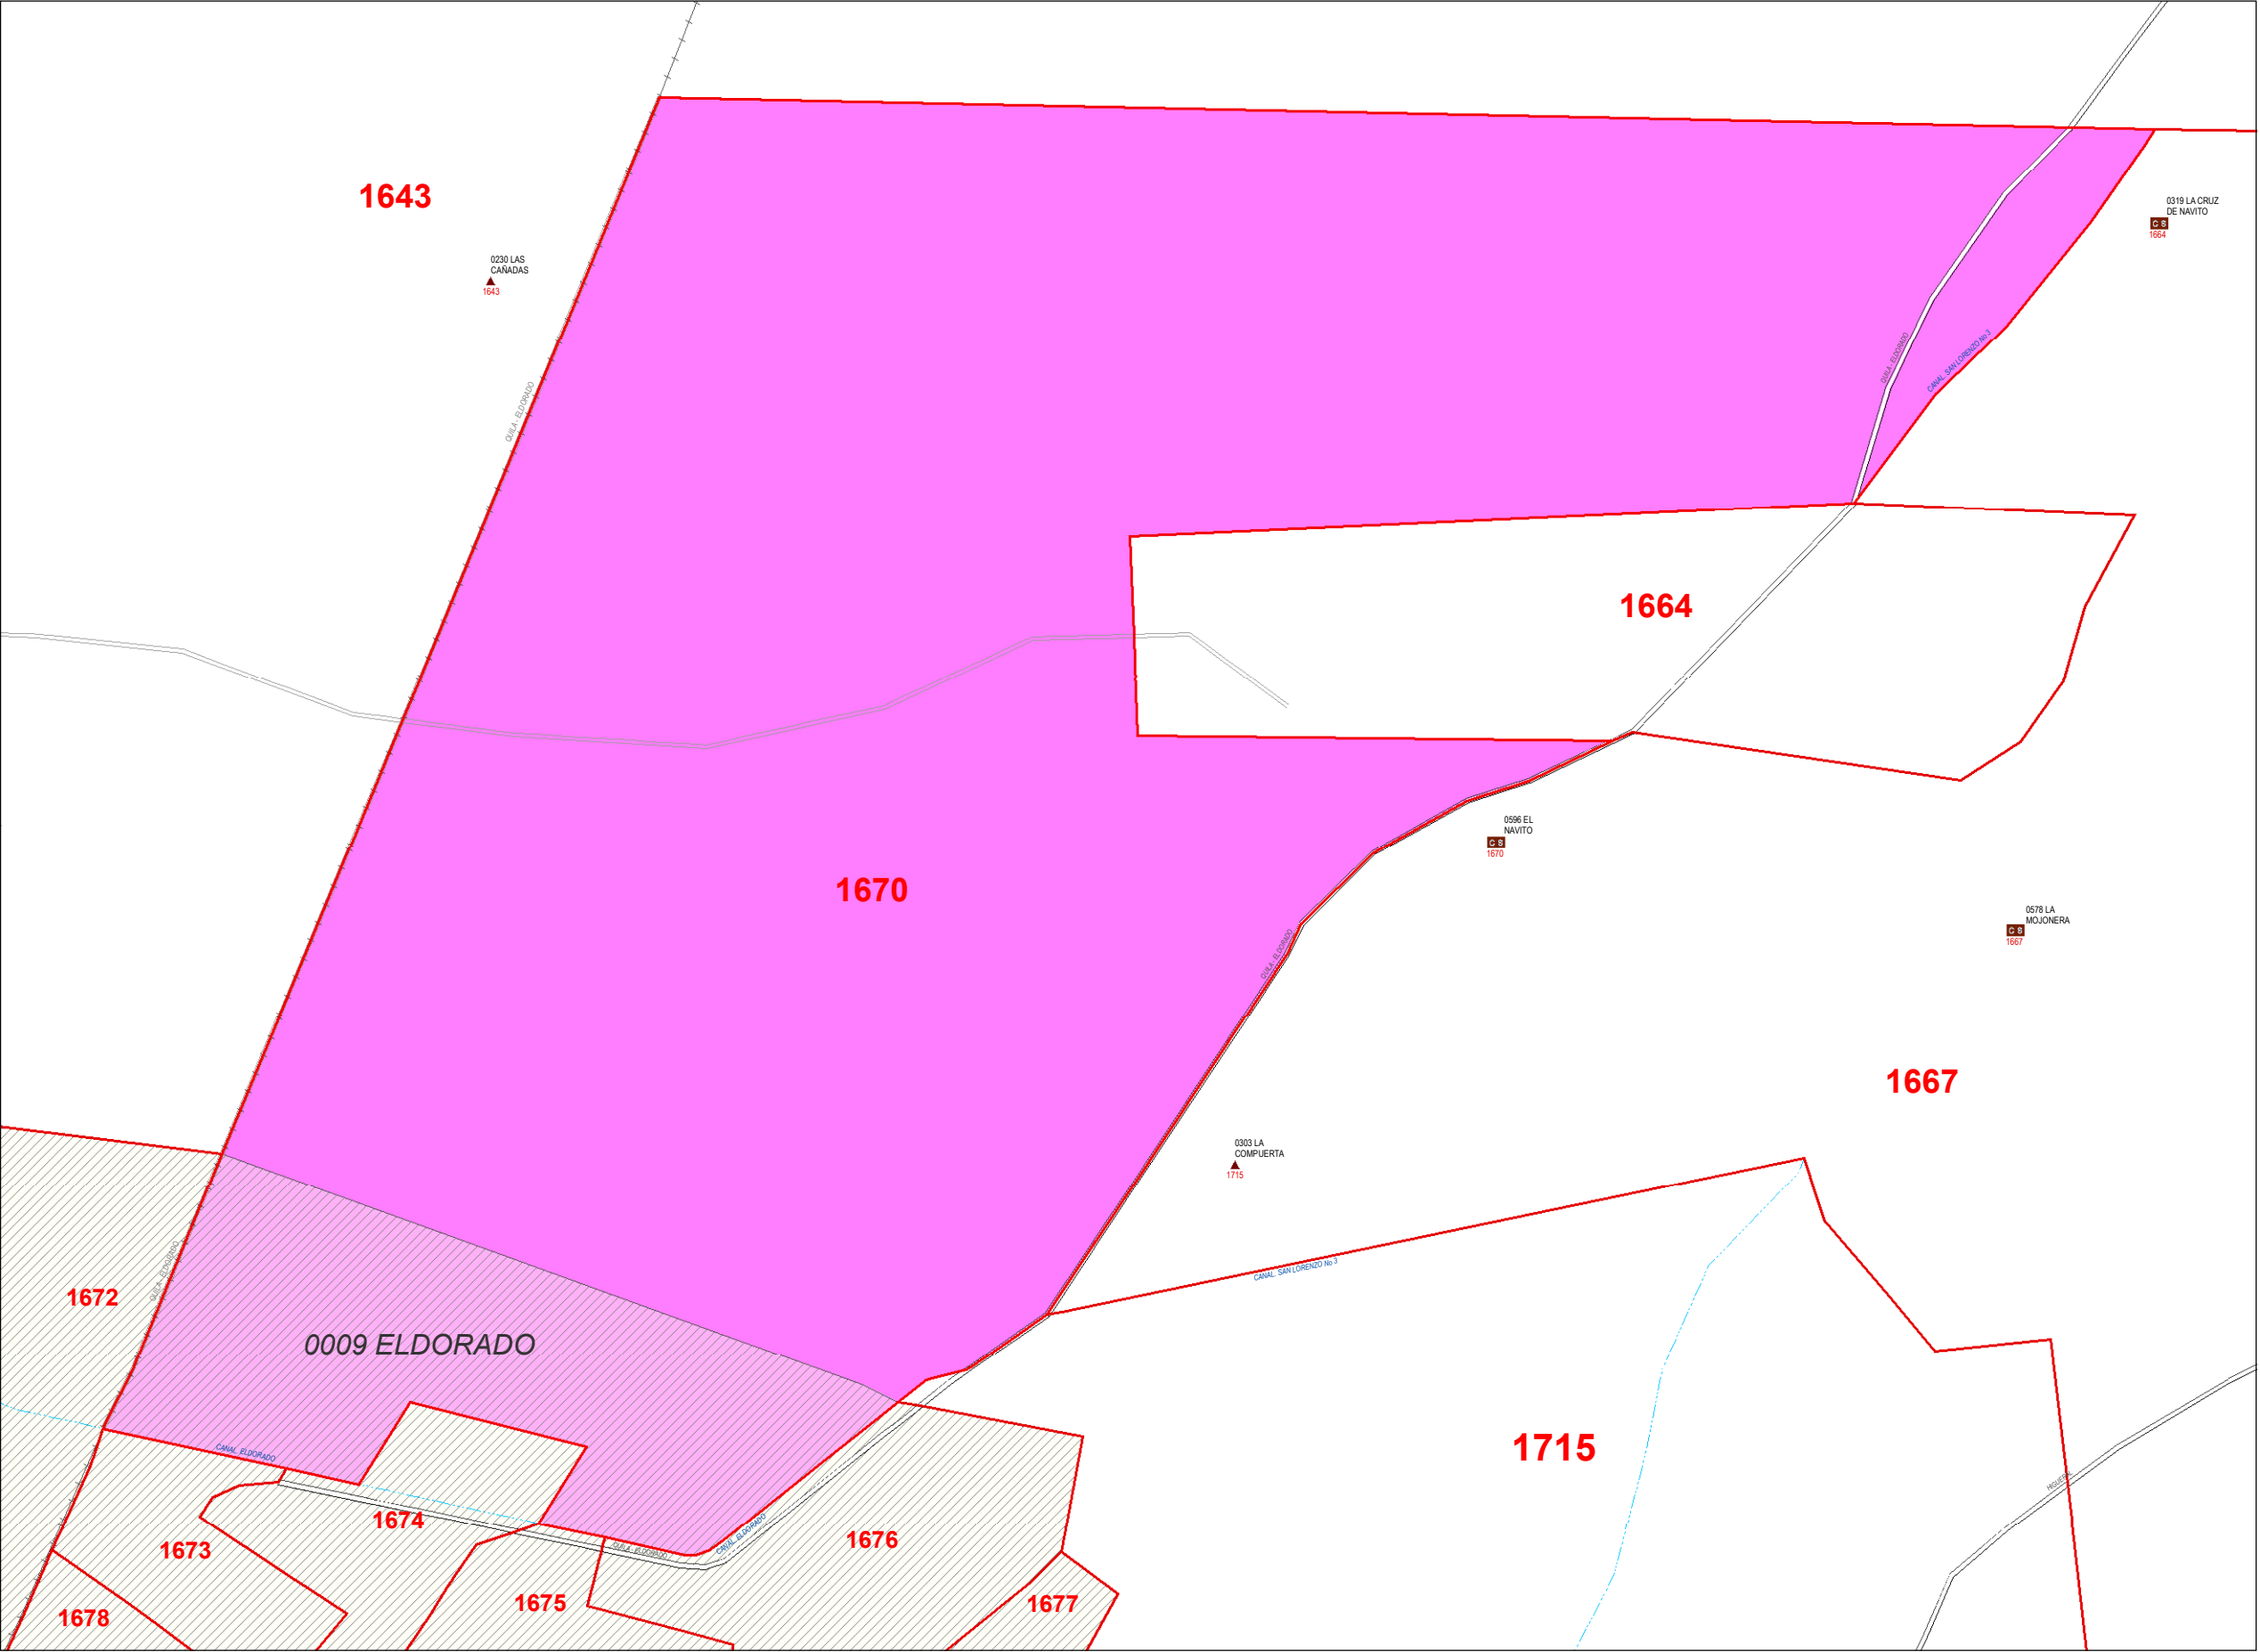 1643
0319 LA CRUZ
DE NAVITO
C S
1664
0230 LAS
CAÑADAS
1643
QUILA - ELDORADO
CANAL. SAN LORENZO No 3
QUILA - ELDORADO
1664
0596 EL
NAVITO
C S
1670
1670
0578 LA
MOJONERA
C S
1667
QUILA - ELDORADO
1667
0303 LA
COMPUERTA
1715
CANAL. SAN LORENZO No 3
QUILA - ELDORADO
1672
0009 ELDORADO
CANAL. ELDORADO
1715
1674
CANAL. ELDORADO
1673
QUILA - ELDORADO
1676
1675
1677
1678